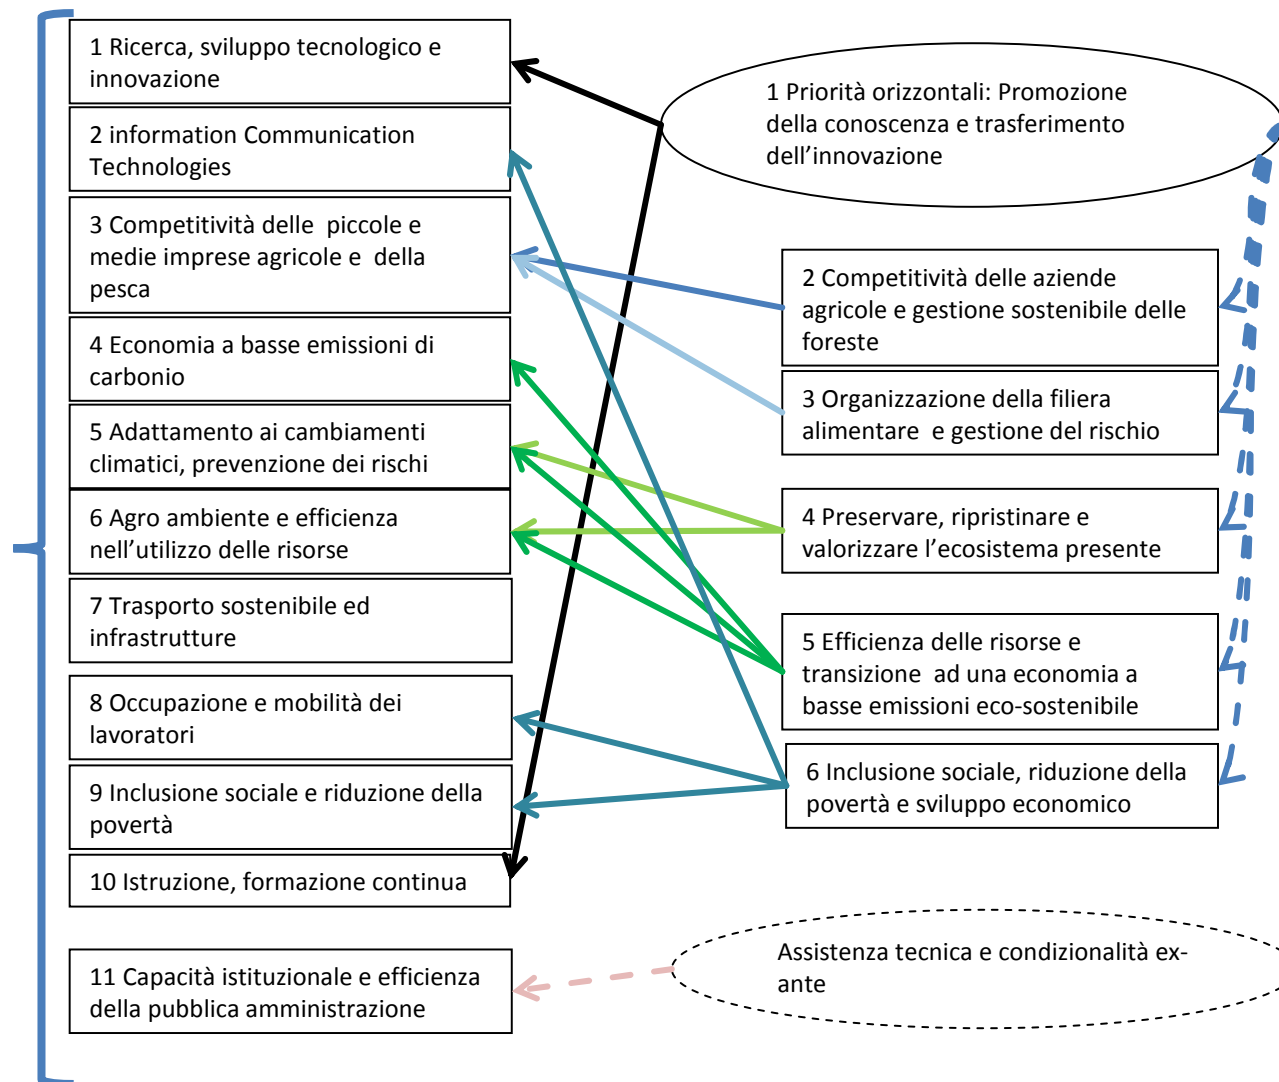 1 Ricerca, sviluppo tecnologico e
innovazione
2 information Communication
Technologies
3 Competitività delle piccole e
medie imprese agricole e della
pesca
4 Economia a basse emissioni di
carbonio
5 Adattamento ai cambiamenti
climatici, prevenzione dei rischi
6 Agro ambiente e efficienza
nell'utilizzo delle risorse
7 Trasporto sostenibile ed
infrastrutture
8 Occupazione e mobilità dei
lavoratori
9 Inclusione sociale e riduzione della
povertà
10 Istruzione, formazione continua
11 Capacità istituzionale e efficienza
della pubblica amministrazione
1 Priorità orizzontali: Promozione
della conoscenza e trasferimento
dell'innovazione
2 Competitività delle aziende
agricole e gestione sostenibile delle
foreste
3 Organizzazione della filiera
alimentare e gestione del rischio
4 Preservare, ripristinare e
valorizzare l'ecosistema presente
5 Efficienza delle risorse e
transizione ad una economia a
basse emissioni eco-sostenibile
6 Inclusione sociale, riduzione della
povertà e sviluppo economico
Assistenza tecnica e condizionalità ex-
ante